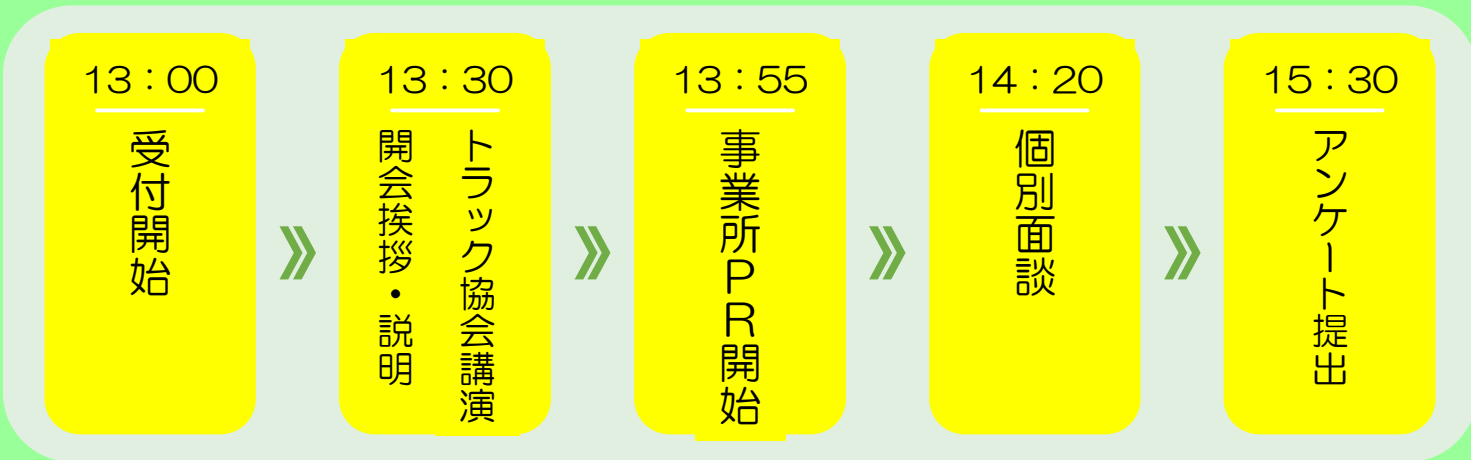 13：00
受付開始
13：30
トラック協会講演
開会挨拶・説明
13：55
事業所ＰＲ開始
14：20
個別面談
15：30
アンケート提出